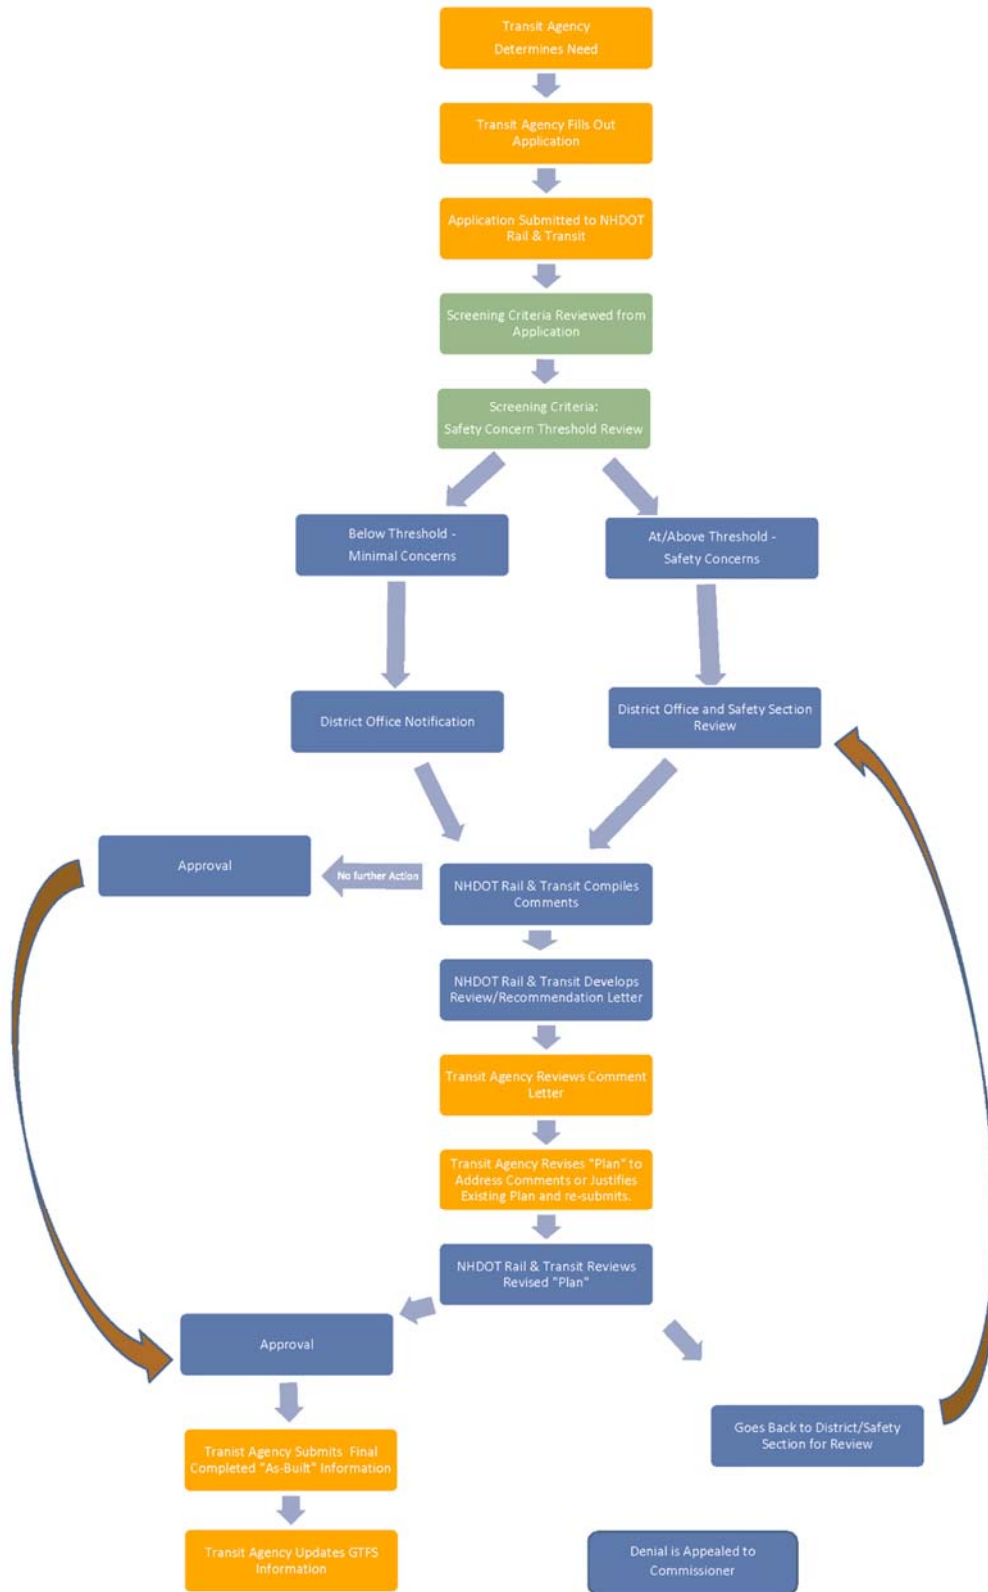 Transit Agency
Determines Need
Transit Agency Fills Out
Application
Application Submitted to NHDOT
Rail & Transit
Screening Criteria Reviewed from
Application
Screening Criteria:
Safety Concern Threshold Review
Below Threshold -
Minimal Concerns
At/Above Threshold -
Safety Concerns
District Office Notification
District Office and Safety Section
Review
Approval
No further Action
NHDOT Rail & Transit Compiles
Comments
NHDOT Rail & Transit Develops
Review/Recommendation Letter
Transit Agency Reviews Comment
Letter
Transit Agency Revises "Plan" to
Address Comments or Justifies
Existing Plan and re-submits.
NHDOT Rail & Transit Reviews
Revised "Plan"
Approval
Goes Back to District/Safety
Section for Review
Tranist Agency Submits Final
Completed "As-Built" Information
Transit Agency Updates GTFS
Information
Denial is Appealed to
Commissioner